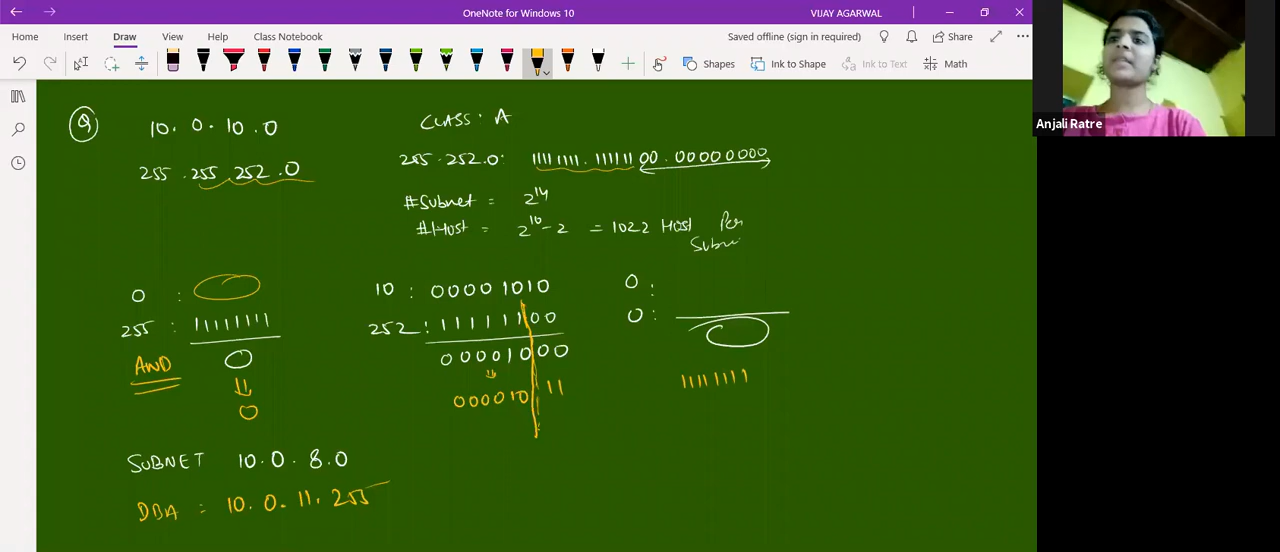 OneNote for Windows 10
VIJAY AGARWAL
Home Insert Draw View Help Class Notebook
Saved offline (sign in required) Share
Shapes Ink to Shape Ink to Text Math
Anjali Ratre
Q 10. 0. 10. 0
CLASS: A
255 .255 .252 .0
255.252.0: 11111111.11111100.00000000
#Subnet = 2^14
#Host = 2^10 - 2 = 1022 Host Per
Subn
0 :
255 : 11111111
AND
0
0
10 : 00001010
252 : 11111100
00001000
000010 11
0 :
0 :
11111111
SUBNET 10.0.8.0
DBA = 10.0.11.255